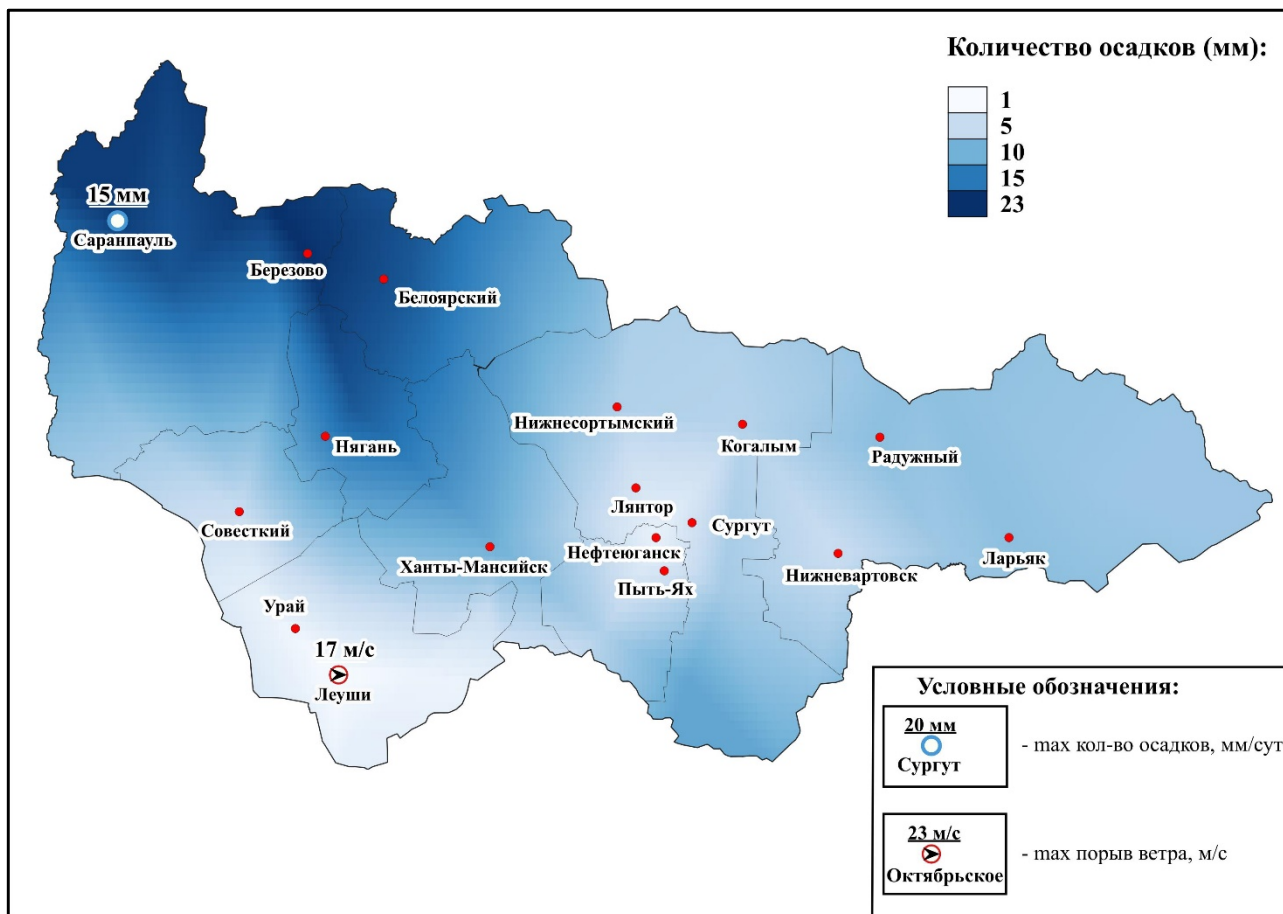 Количество осадков (мм):
1
5
10
15
23
15 мм
Саранпауль
Березово
Белоярский
Нижнесортымский
Когалым
Радужный
Нягань
Лянтор
Совесткий
Сургут
Нефтеюганск
Ханты-Мансийск
Пыть-Ях
Нижневартовск
Ларьяк
Урай
17 м/с
Леуши
Условные обозначения:
20 мм
Сургут
- max кол-во осадков, мм/сут
23 м/с
Октябрьское
- max порыв ветра, м/с